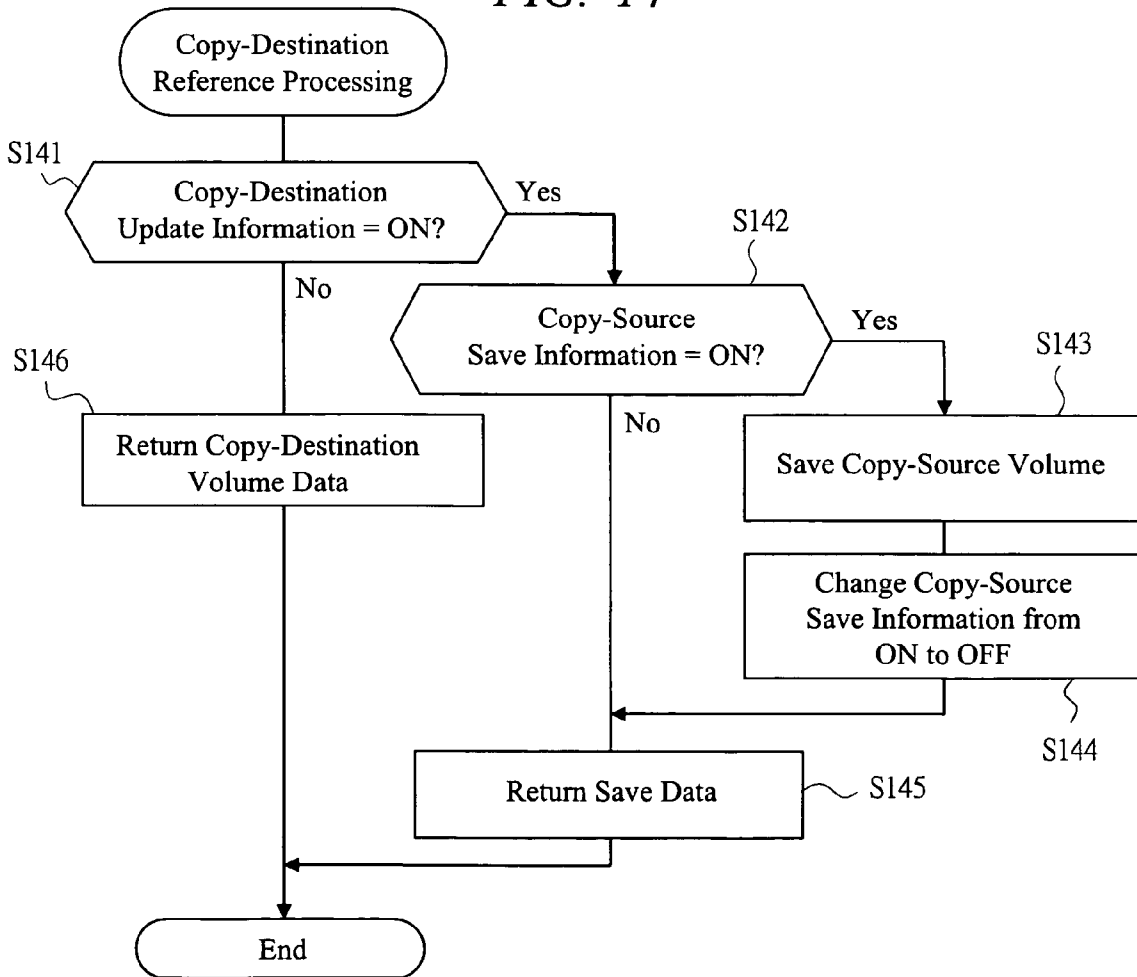 FIG. 17
Copy-Destination
Reference Processing
S141
Copy-Destination
Update Information = ON?
Yes
No
S142
Copy-Source
Save Information = ON?
Yes
No
S143
Save Copy-Source Volume
S146
Return Copy-Destination
Volume Data
Change Copy-Source
Save Information from
ON to OFF
S144
Return Save Data
S145
End